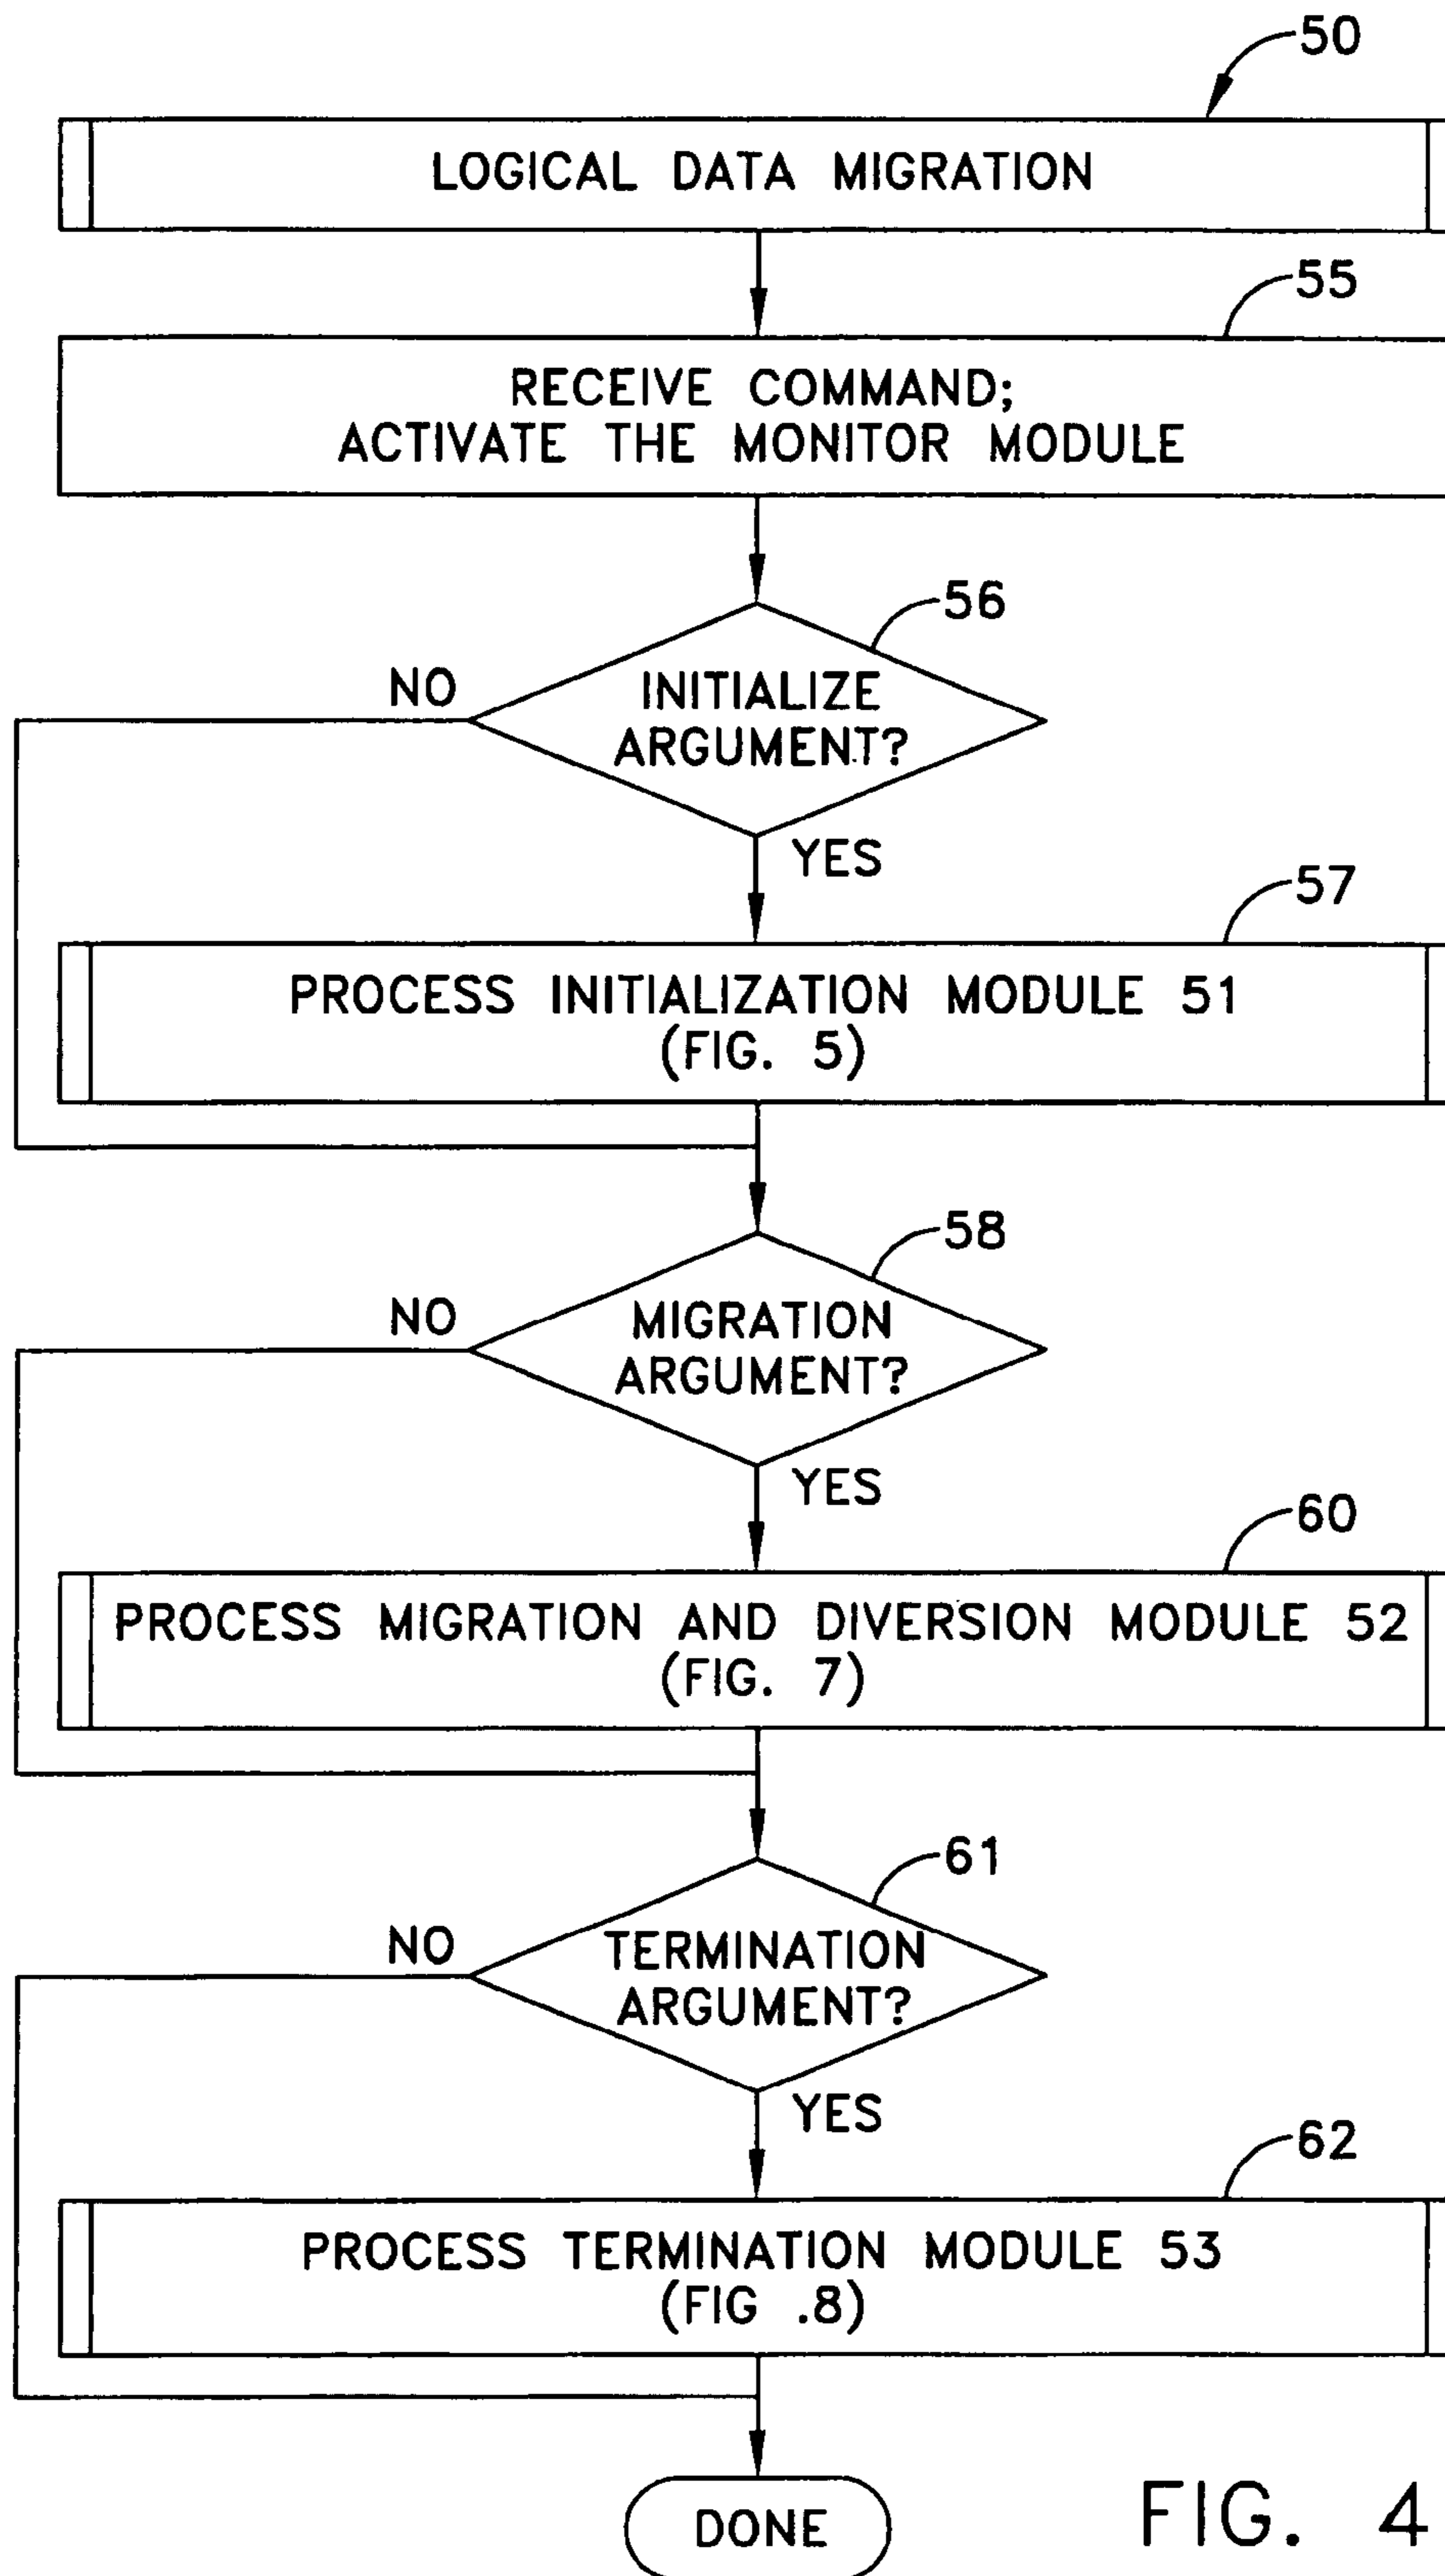 50
LOGICAL DATA MIGRATION
55
RECEIVE COMMAND;
ACTIVATE THE MONITOR MODULE
56
NO
INITIALIZE
ARGUMENT?
YES
57
PROCESS INITIALIZATION MODULE 51
(FIG. 5)
58
NO
MIGRATION
ARGUMENT?
YES
60
PROCESS MIGRATION AND DIVERSION MODULE 52
(FIG. 7)
61
NO
TERMINATION
ARGUMENT?
YES
62
PROCESS TERMINATION MODULE 53
(FIG .8)
DONE
FIG. 4